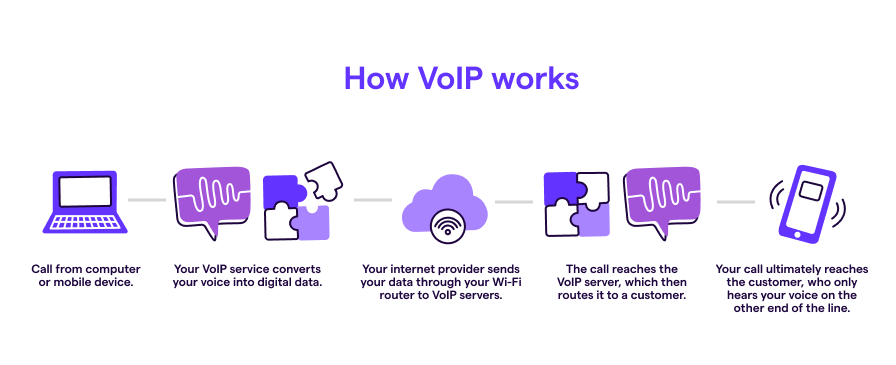 How VoIP works
Call from computer
or mobile device.
Your VoIP service converts
your voice into digital data.
Your internet provider sends
your data through your Wi-Fi
router to VoIP servers.
The call reaches the
VoIP server, which then
routes it to a customer.
Your call ultimately reaches
the customer, who only
hears your voice on the
other end of the line.